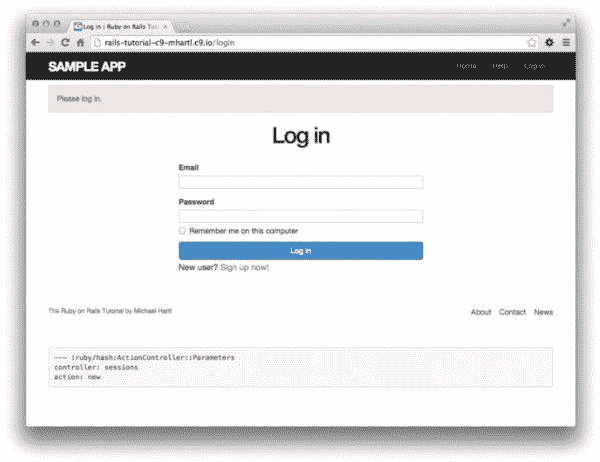 Log in | Ruby on Rails Tut
rails-tutorial-c9-mhartl.c9.io/login
SAMPLE APP
Home Help Log in
Please log in.
Log in
Email
Password
Remember me on this computer
Log in
New user? Sign up now!
The Ruby on Rails Tutorial by Michael Hartl
About Contact News
--- !ruby/hash:ActionController::Parameters
controller: sessions
action: new